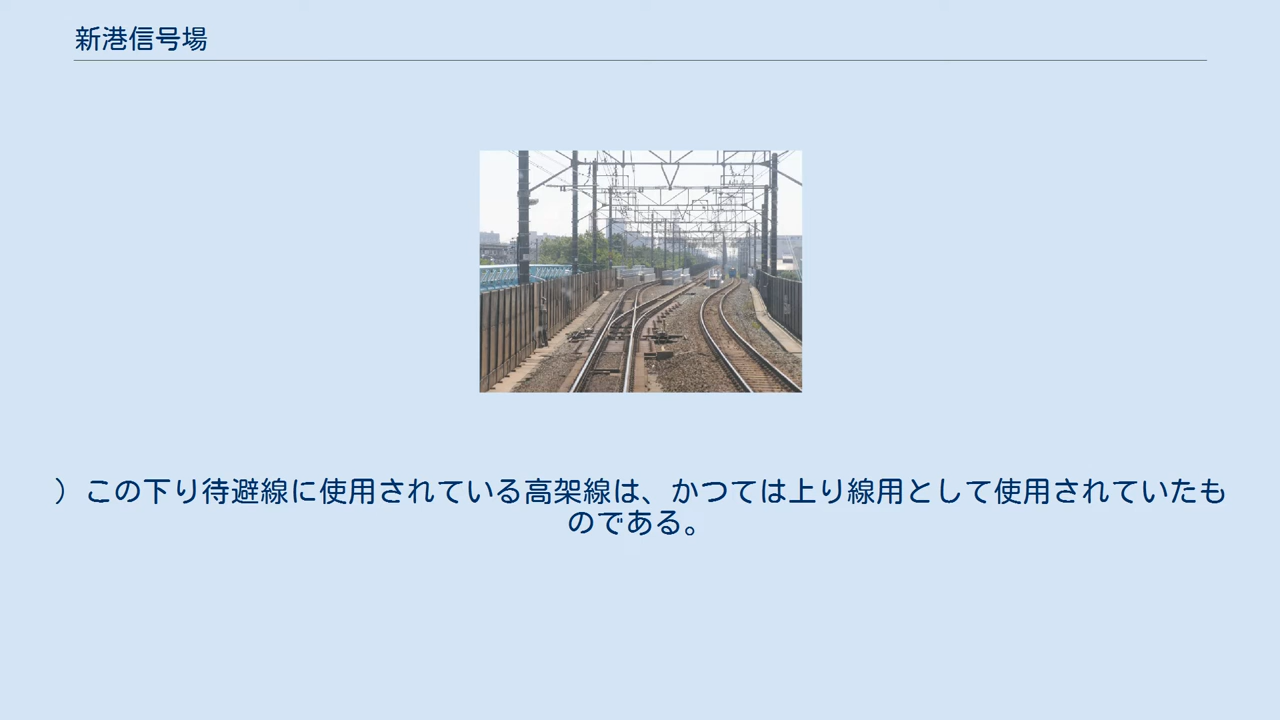 新港信号場
）この下り待避線に使用されている高架線は、かつては上り線用として使用されていたも
のである。